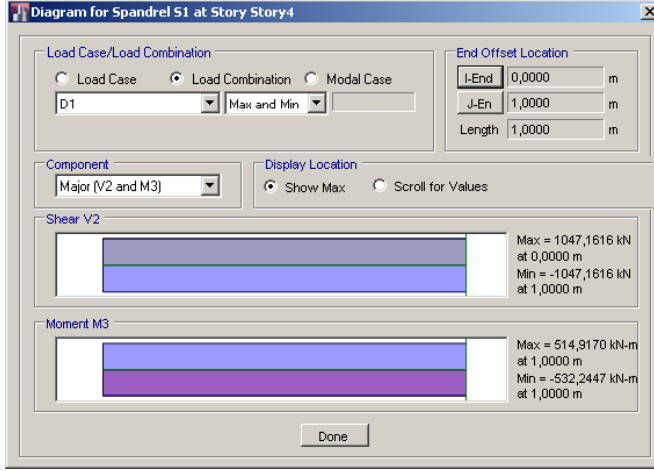 Diagram for Spandrel S1 at Story Story4
Load Case/Load Combination
Load Case Load Combination Modal Case
D1 Max and Min
End Offset Location
I-End 0,0000 m
J-En 1,0000 m
Length 1,0000 m
Component
Major (V2 and M3)
Display Location
Show Max Scroll for Values
Shear V2
Max = 1047,1616 kN
at 0,0000 m
Min = -1047,1616 kN
at 1,0000 m
Moment M3
Max = 514,9170 kN-m
at 1,0000 m
Min = -532,2447 kN-m
at 1,0000 m
Done